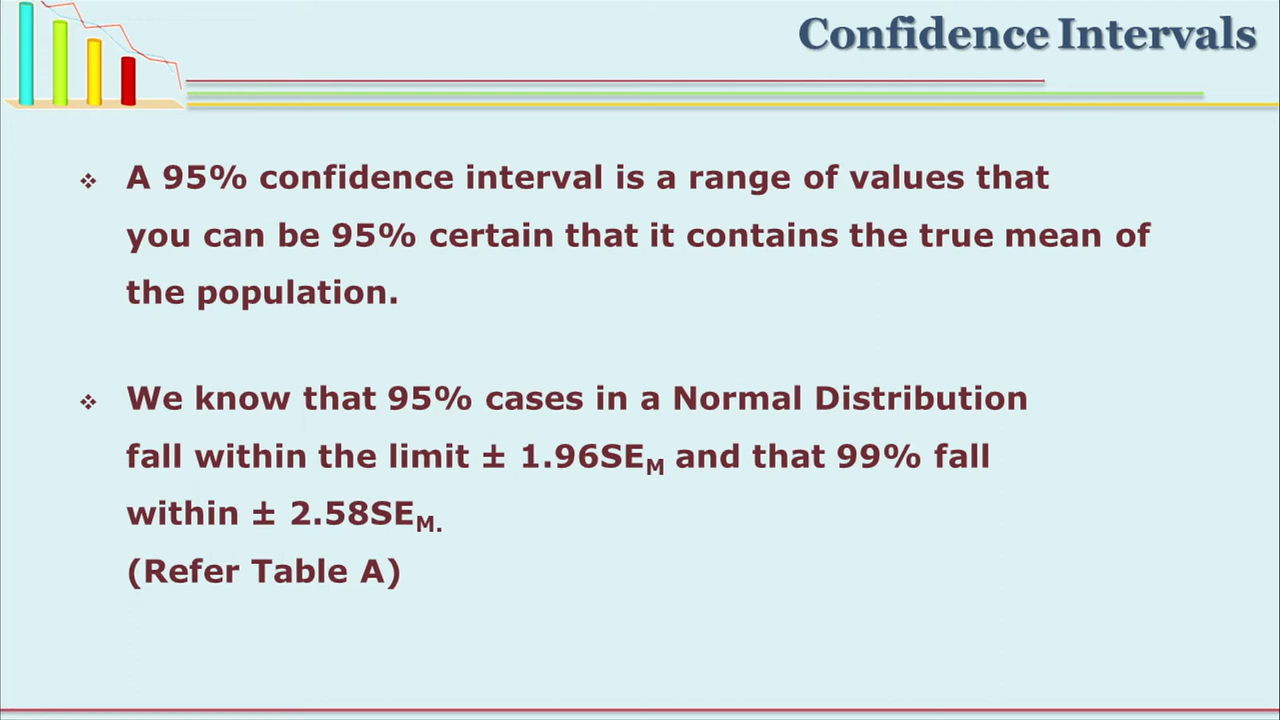 Confidence Intervals
❖ A 95% confidence interval is a range of values that
you can be 95% certain that it contains the true mean of
the population.
❖ We know that 95% cases in a Normal Distribution
fall within the limit ± 1.96SEM and that 99% fall
within ± 2.58SEM.
(Refer Table A)